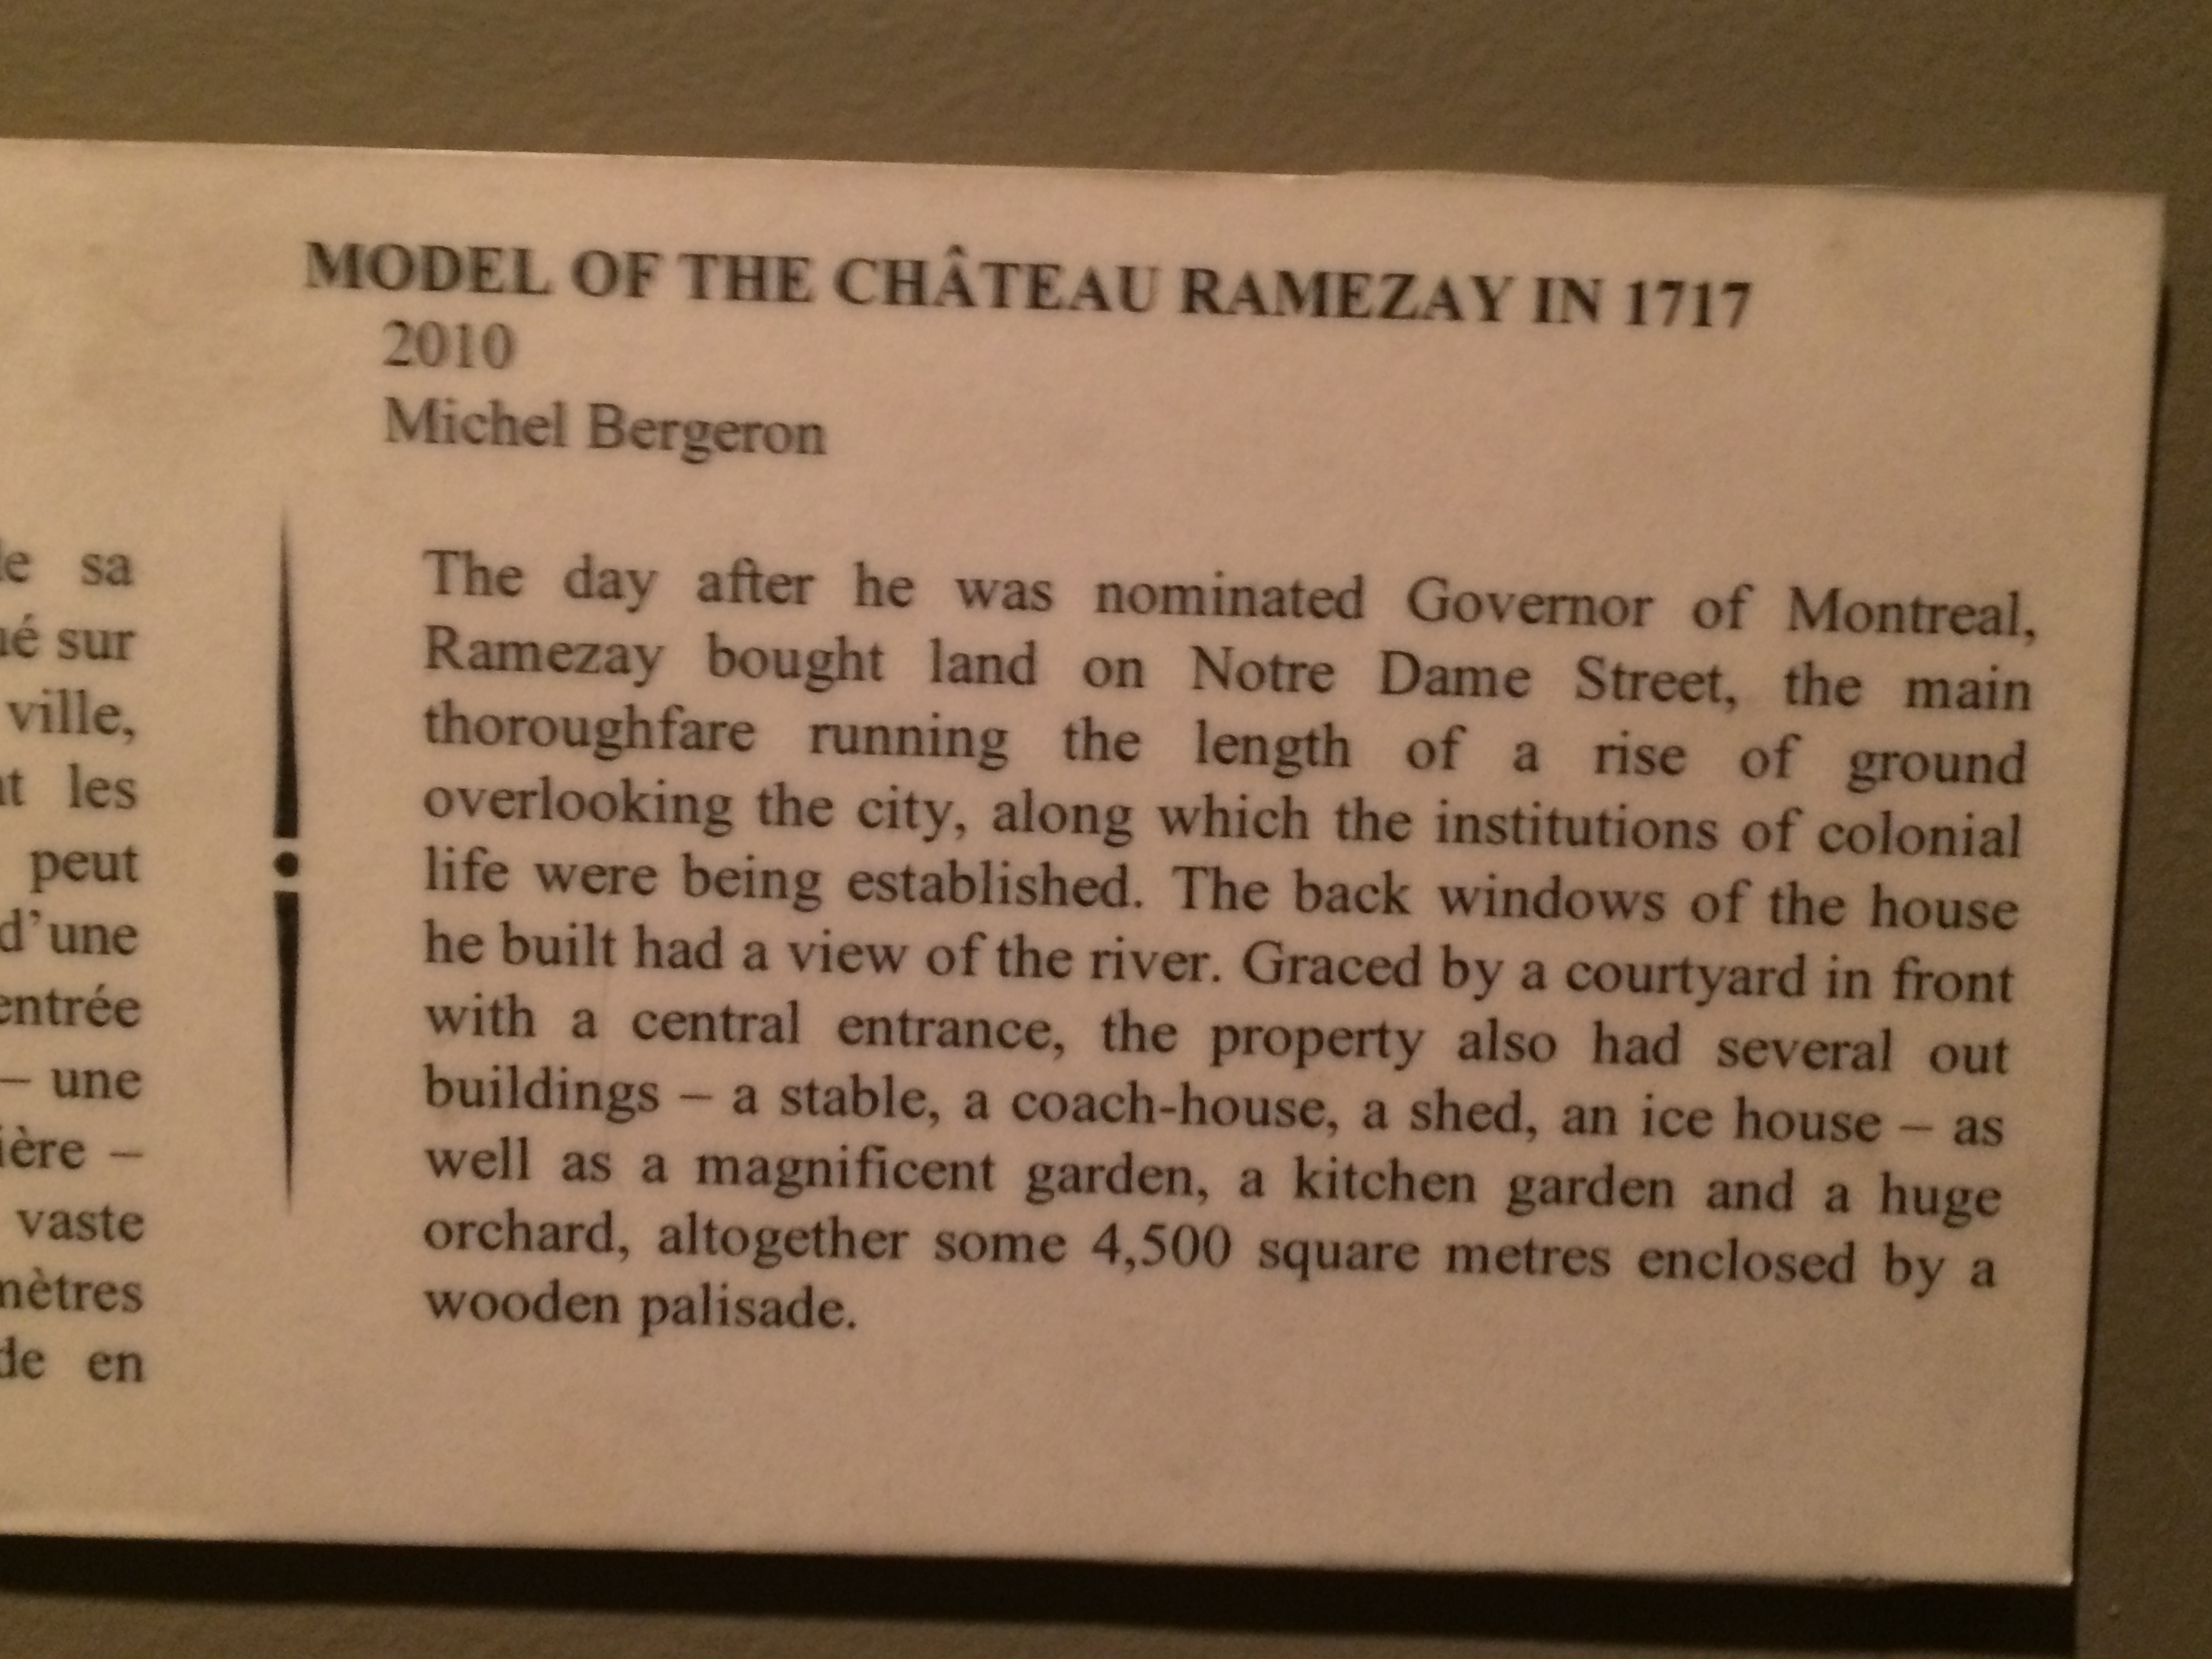 MODEL OF THE CHÂTEAU RAMEZAY IN 1717
2010
Michel Bergeron
sa
sur
ville,
les
peut
d'une
entrée
– une
–
vaste
mètres
en
The day after he was nominated Governor of Montreal,
Ramezay bought land on Notre Dame Street, the main
thoroughfare running the length of a rise of ground
overlooking the city, along which the institutions of colonial
life were being established. The back windows of the house
he built had a view of the river. Graced by a courtyard in front
with a central entrance, the property also had several out
buildings – a stable, a coach-house, a shed, an ice house – as
well as a magnificent garden, a kitchen garden and a huge
orchard, altogether some 4,500 square metres enclosed by a
wooden palisade.